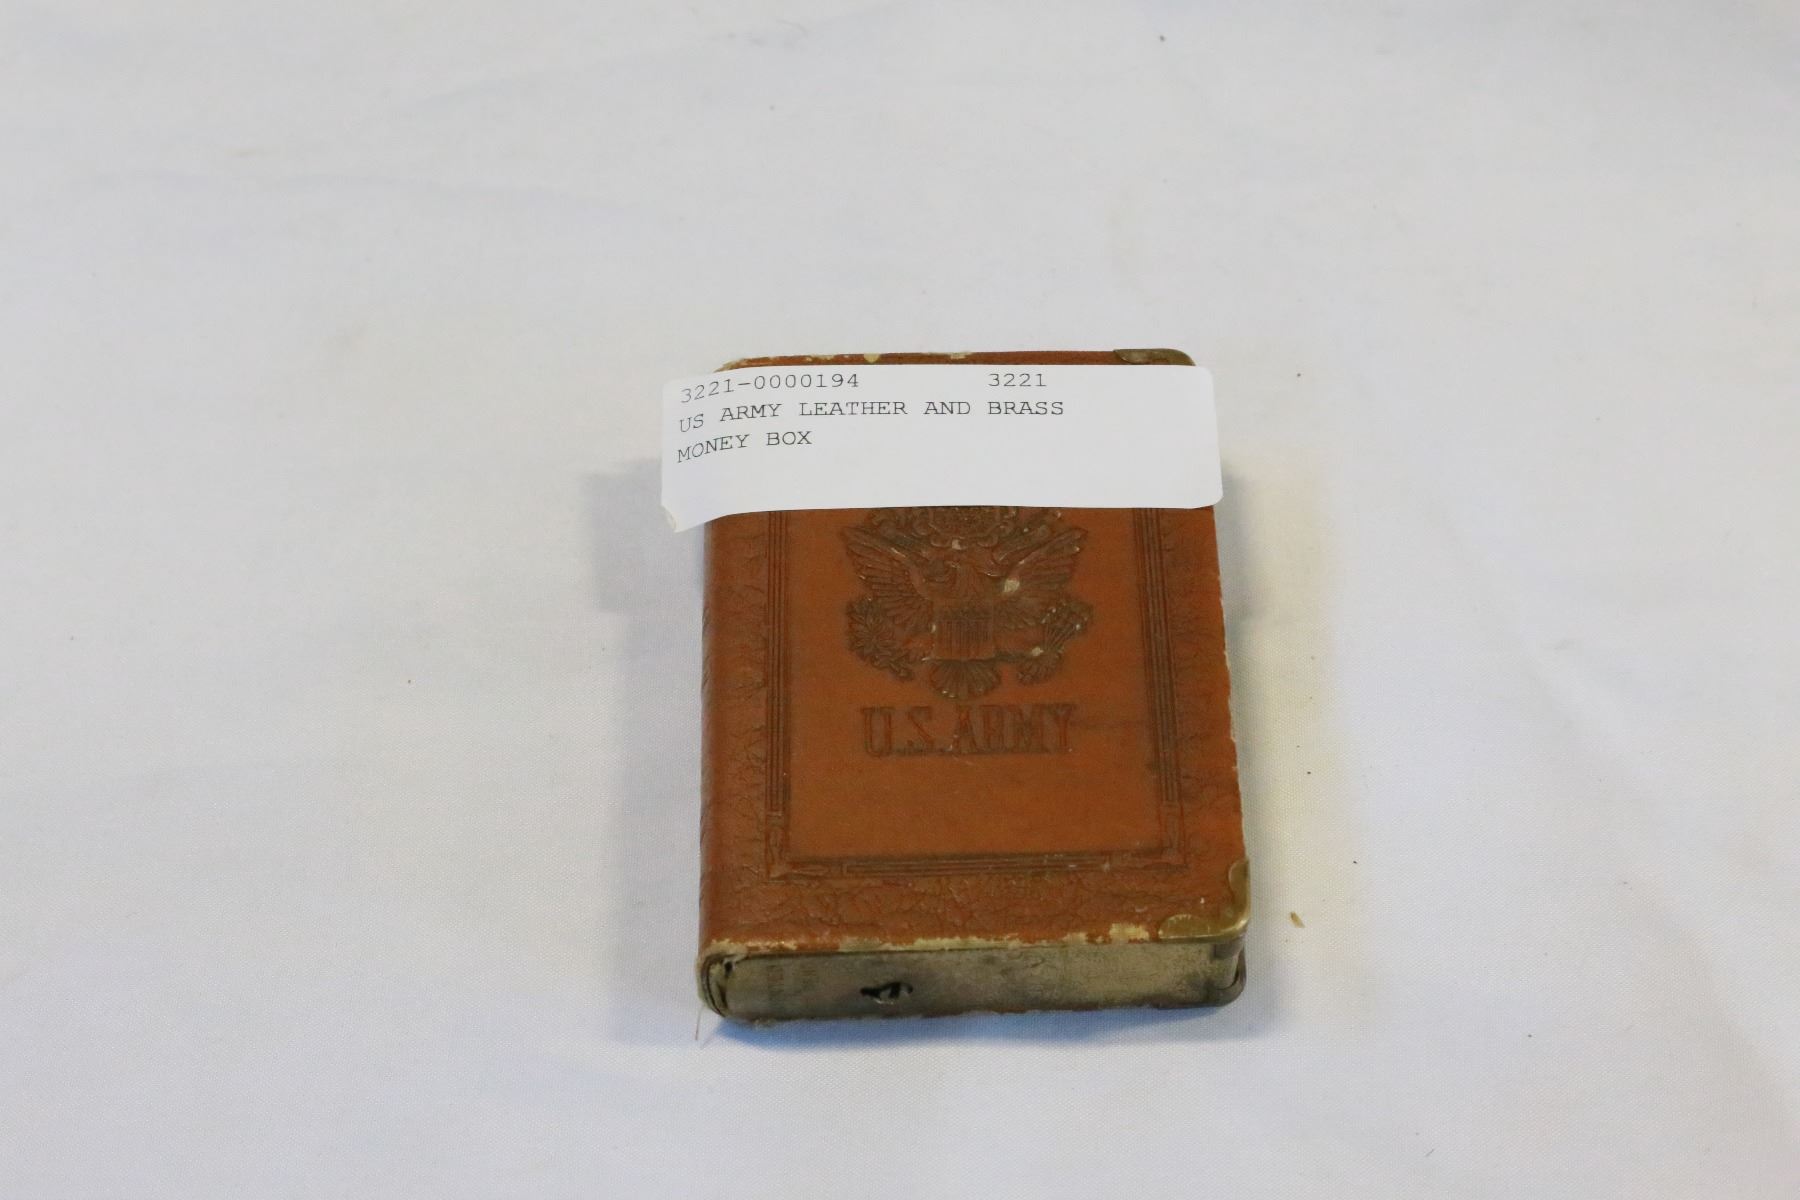 3221-0000194 3221
US ARMY LEATHER AND BRASS
MONEY BOX
U.S. ARMY